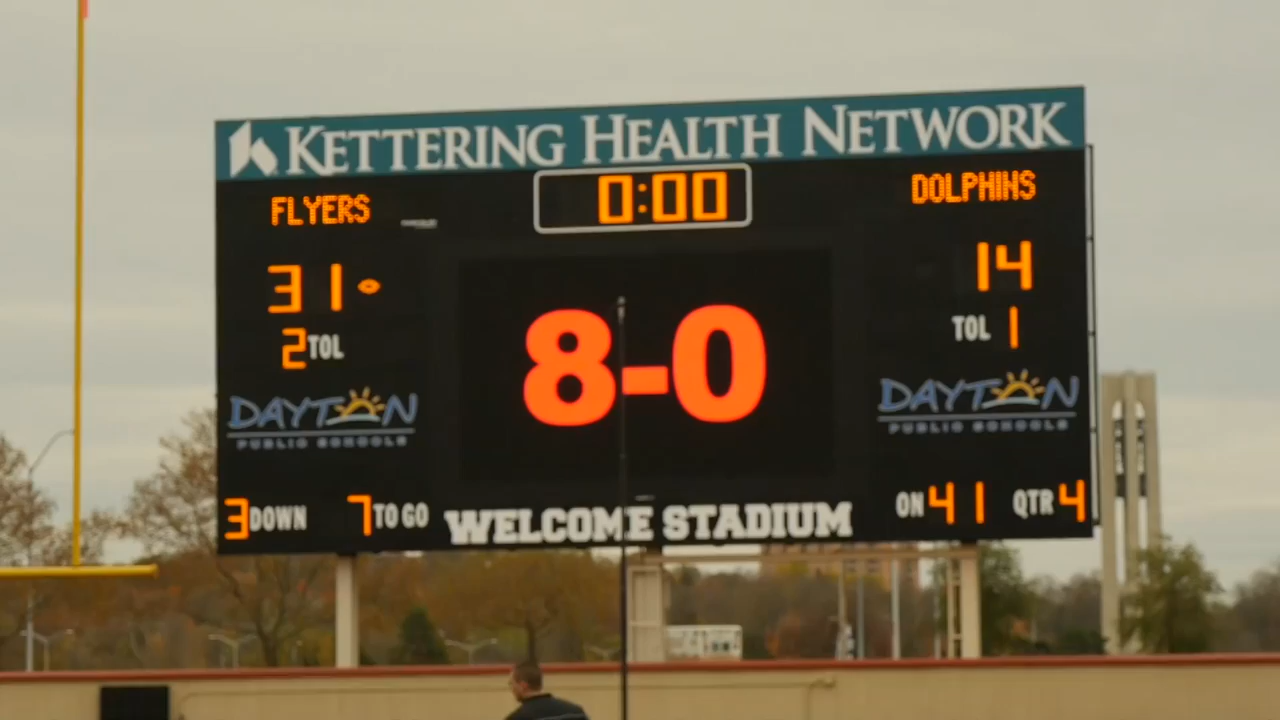 KETTERING HEALTH NETWORK
FLYERS 0:00 DOLPHINS
31 14
2 TOL TOL 1
8-0
DAYTON DAYTON
PUBLIC SCHOOLS PUBLIC SCHOOLS
3 DOWN 7 TO GO WELCOME STADIUM ON 41 QTR 4